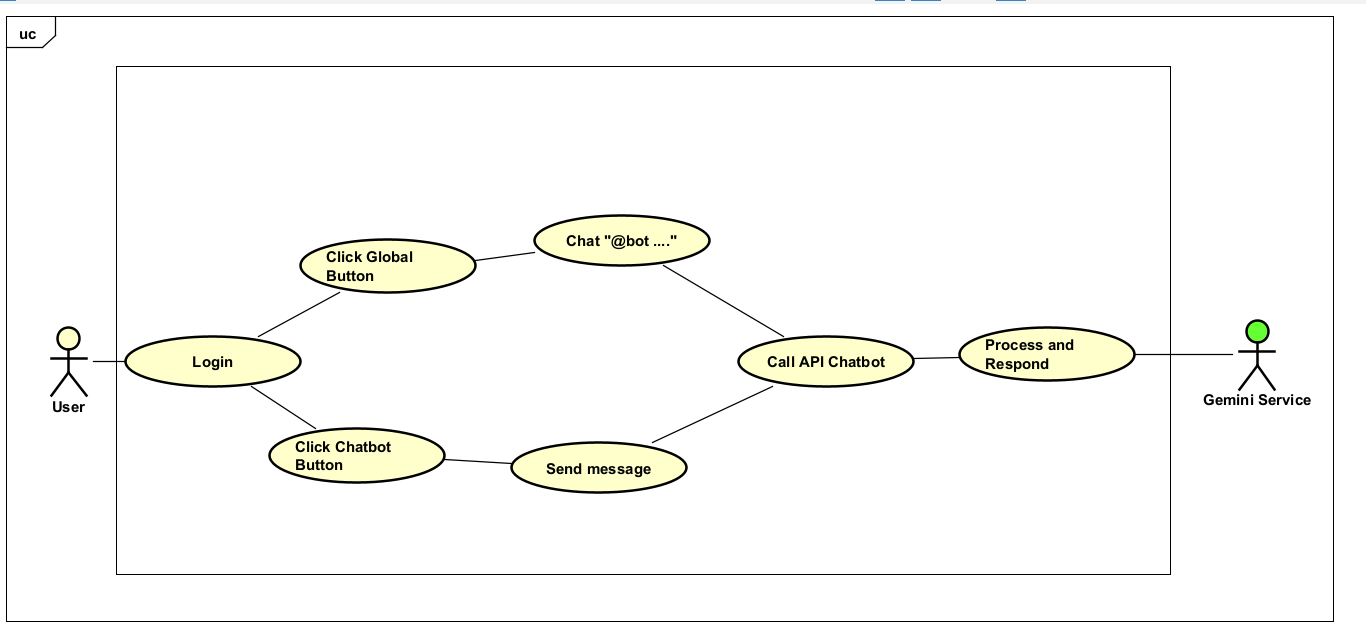 uc
Chat "@bot ...."
Click Global
Button
Login
Call API Chatbot
Process and
Respond
User
Gemini Service
Click Chatbot
Button
Send message